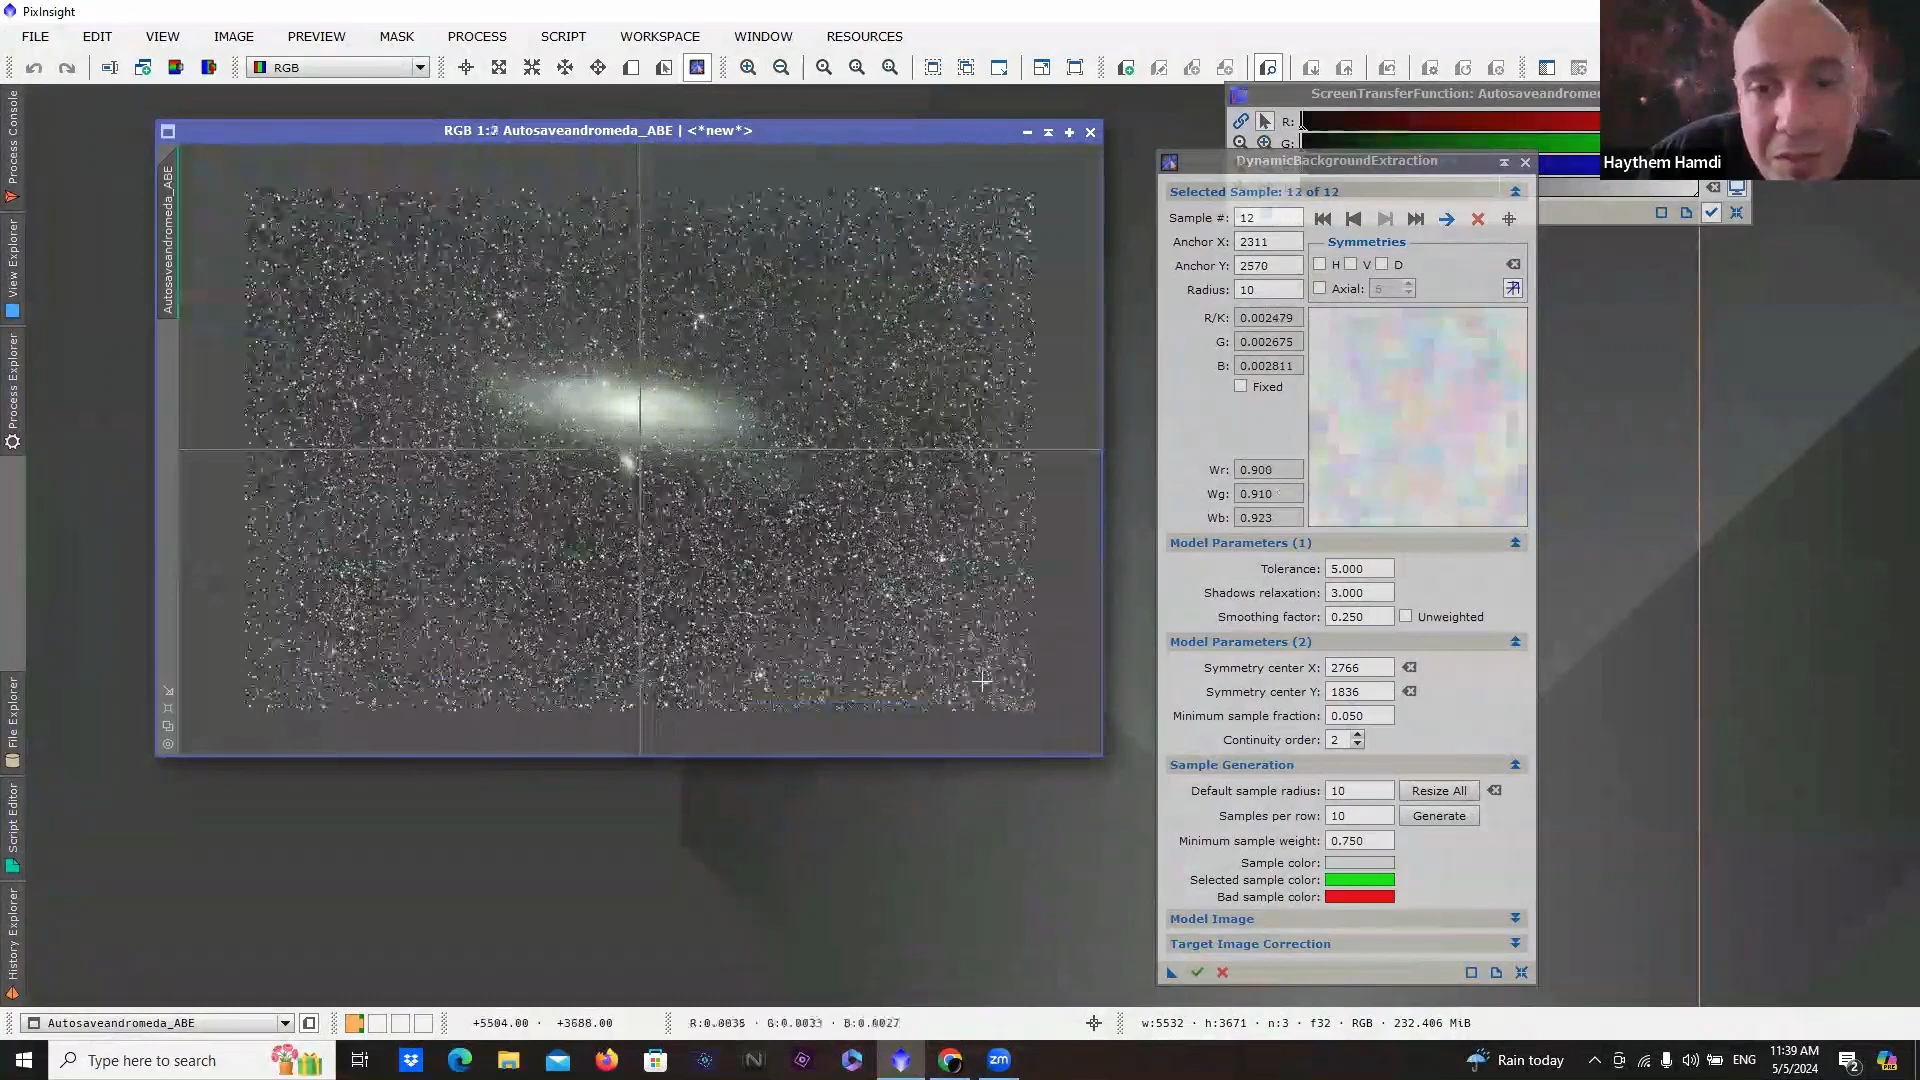 PixInsight
FILE EDIT VIEW IMAGE PREVIEW MASK PROCESS SCRIPT WORKSPACE WINDOW RESOURCES
RGB
Process Console
View Explorer
Process Explorer
File Explorer
Script Editor
History Explorer
Autosaveandromeda_ABE | <*new*>
Autosaveandromeda_ABE
ScreenTransferFunction: Autosaveandrome
R:
G:
Haythem Hamdi
DynamicBackgroundExtraction
Selected Sample: 12 of 12
Sample #: 12
Anchor X: 2311
Anchor Y: 2570
Radius: 10
Symmetries
H V D
Axial: 6
R/K: 0.002479
G: 0.002675
B: 0.002811
Fixed
Wr: 0.900
Wg: 0.910
Wb: 0.923
Model Parameters (1)
Tolerance: 5.000
Shadows relaxation: 3.000
Smoothing factor: 0.250 Unweighted
Model Parameters (2)
Symmetry center X: 2766
Symmetry center Y: 1836
Minimum sample fraction: 0.050
Continuity order: 2
Sample Generation
Default sample radius: 10 Resize All
Samples per row: 10 Generate
Minimum sample weight: 0.750
Sample color:
Selected sample color:
Bad sample color:
Model Image
Target Image Correction
Autosaveandromeda_ABE
+5504.00 · +3688.00
w:5532 · h:3671 · n:3 · f32 · RGB · 232.406 MiB
Type here to search
zm
Rain today
ENG
11:39 AM
5/5/2024
2